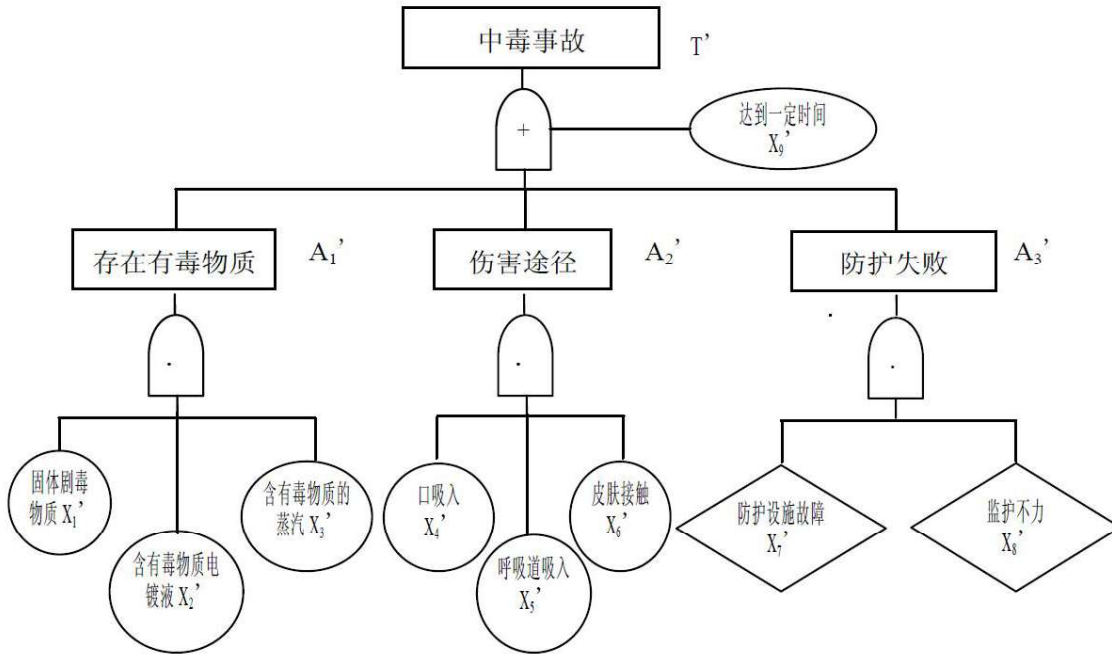 中毒事故
T’
+
达到一定时间
X₉’
存在有毒物质
A₁’
伤害途径
A₂’
防护失败
A₃’
.
.
.
.
固体剧毒
物质 X₁’
含有毒物质电
镀液 X₂’
含有毒物质的
蒸汽 X₃’
口吸入
X₄’
呼吸道吸入
X₅’
皮肤接触
X₆’
防护设施故障
X₇’
监护不力
X₈’